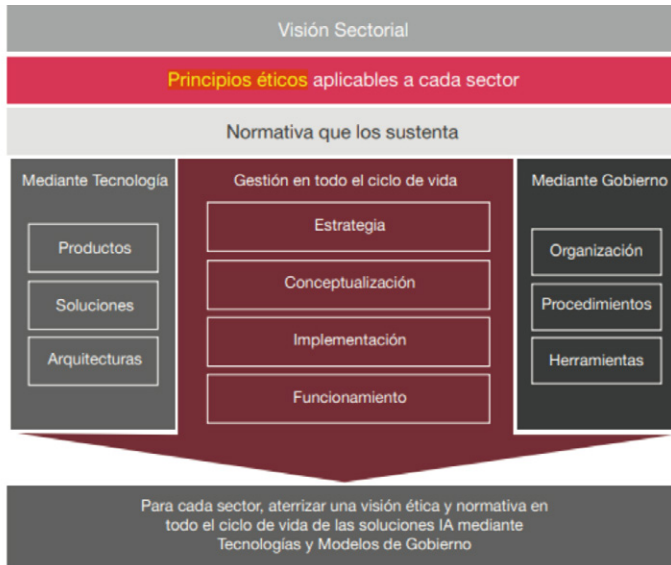 Visión Sectorial
Principios éticos aplicables a cada sector
Normativa que los sustenta
Mediante Tecnología
Productos
Soluciones
Arquitecturas
Gestión en todo el ciclo de vida
Estrategia
Conceptualización
Implementación
Funcionamiento
Mediante Gobierno
Organización
Procedimientos
Herramientas
Para cada sector, aterrizar una visión ética y normativa en
todo el ciclo de vida de las soluciones IA mediante
Tecnologías y Modelos de Gobierno